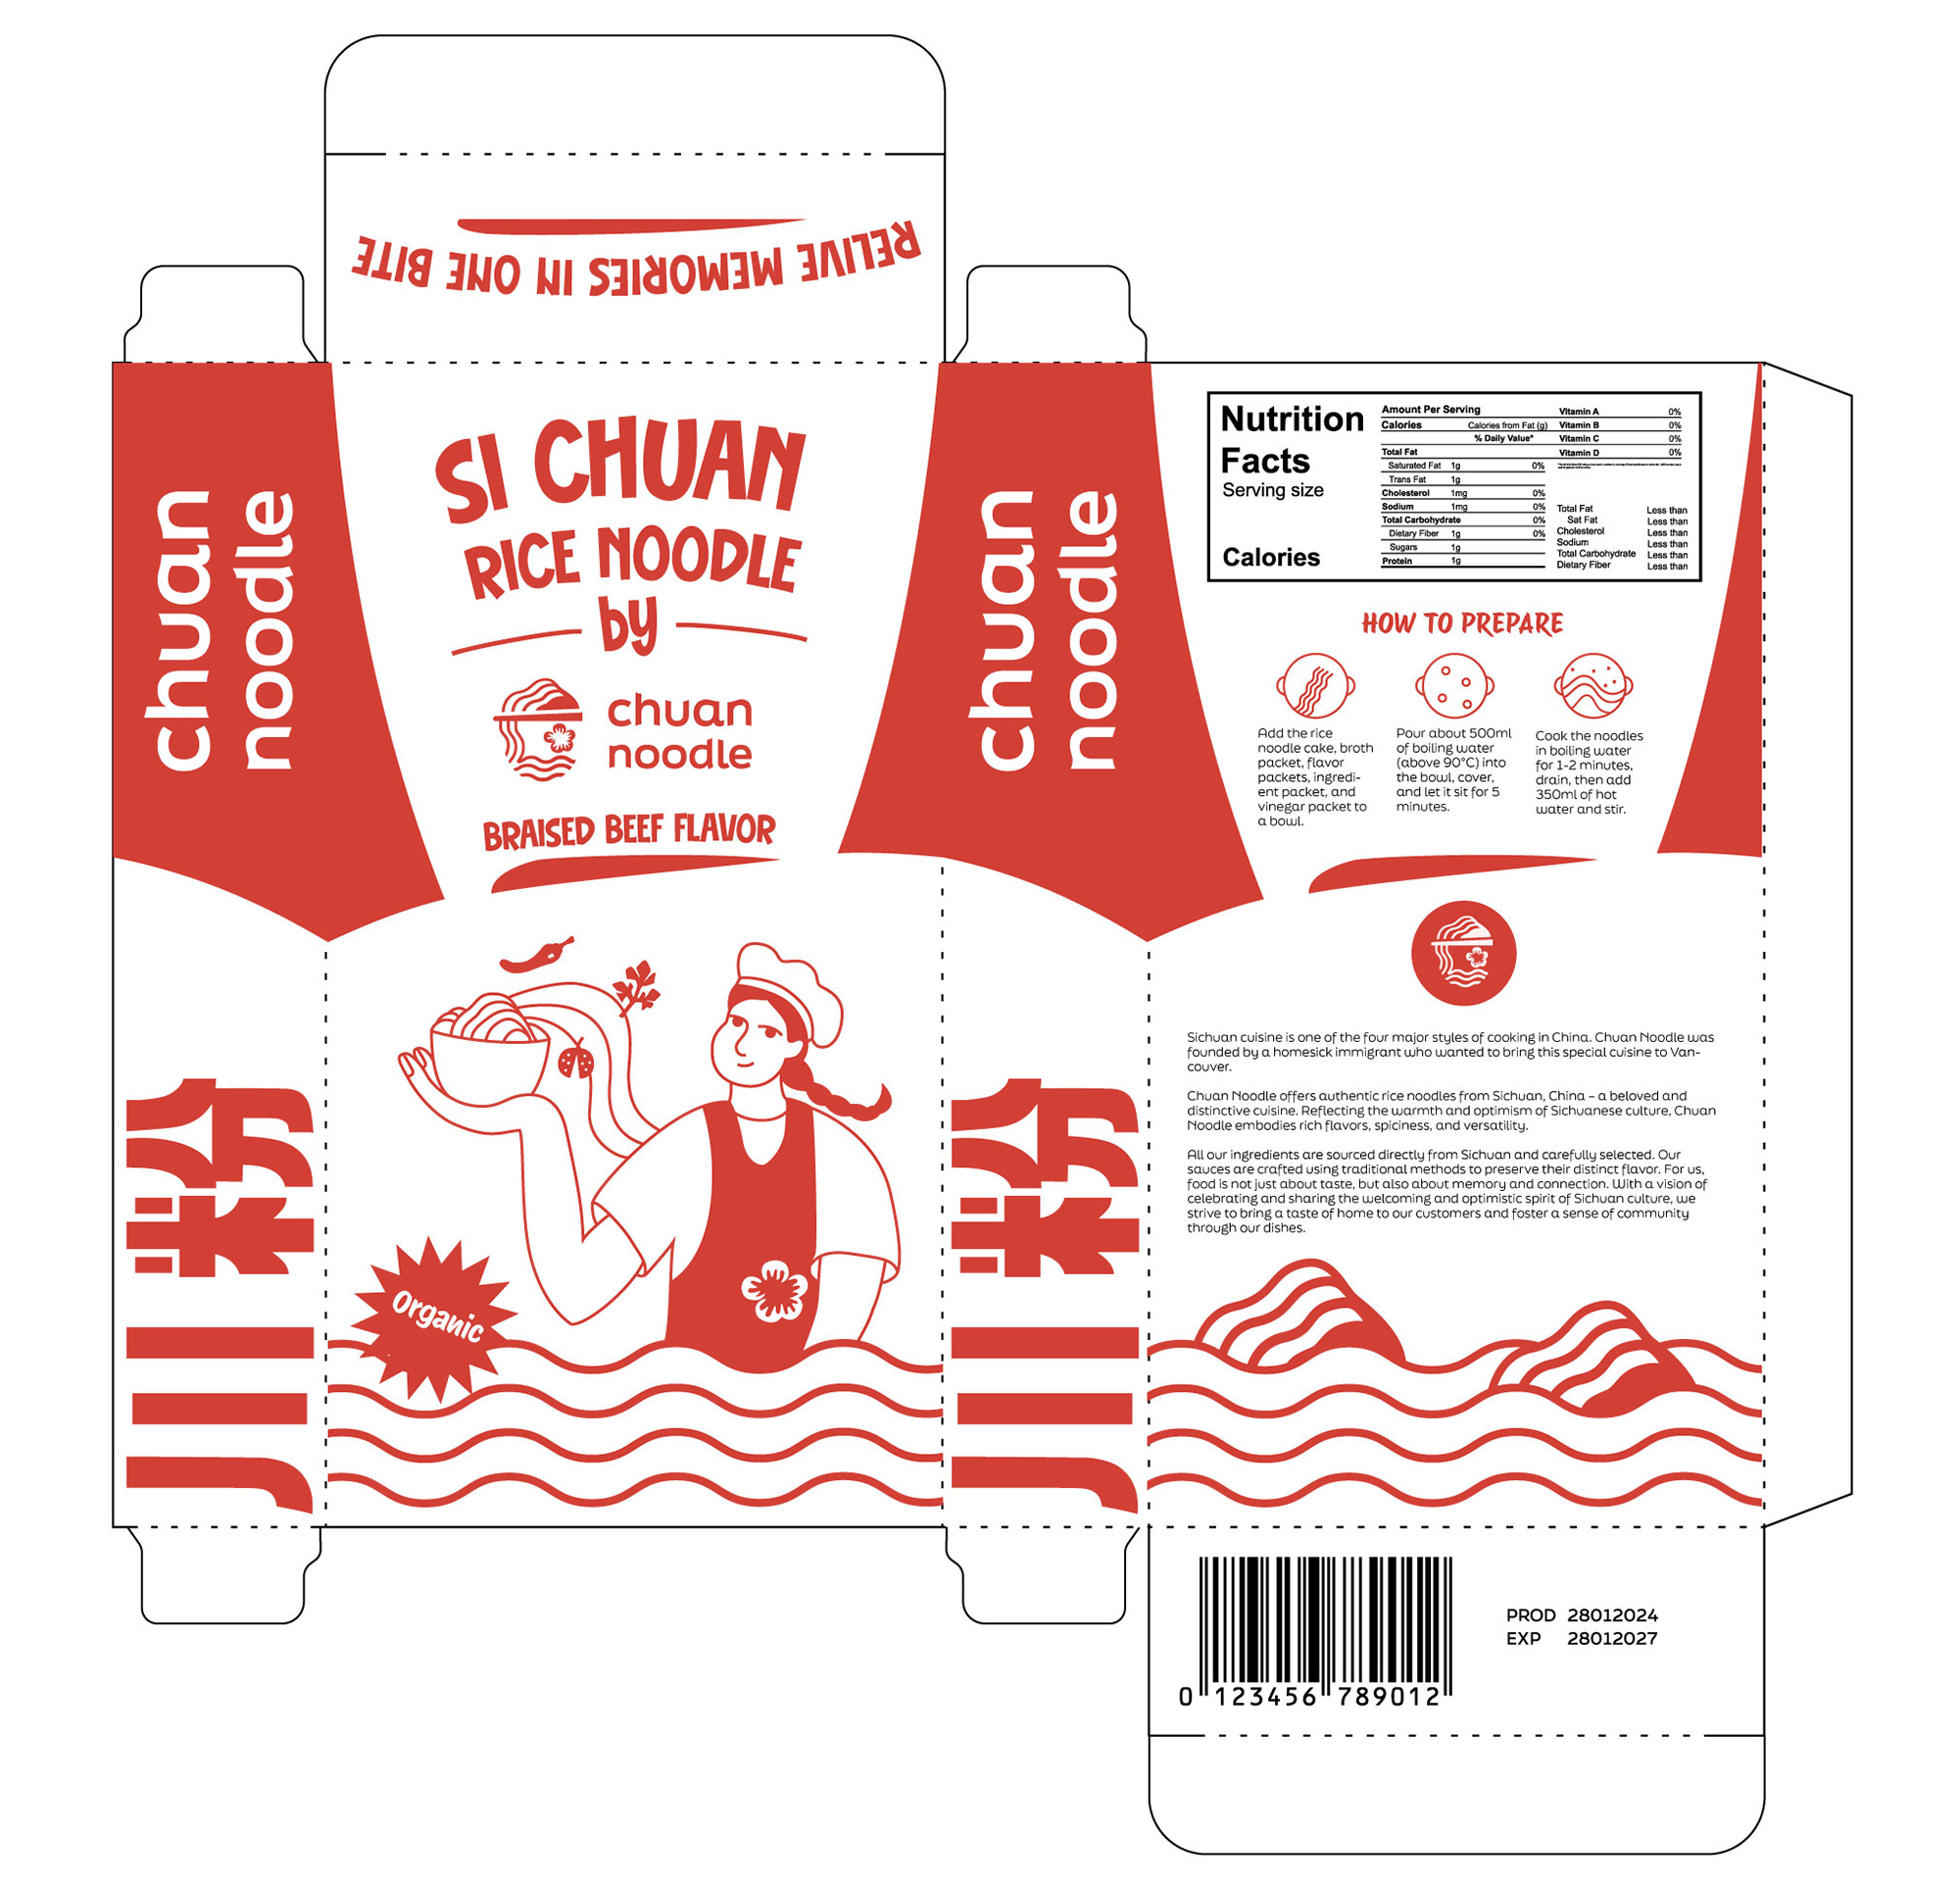 RELIVE MEMORIES IN ONE BITE
chuan
noodle
川粉
SI CHUAN
RICE NOODLE
by
chuan
noodle
BRAISED BEEF FLAVOR
Organic
chuan
noodle
川粉
Nutrition
Facts
Serving size
Calories
Amount Per Serving
Calories Calories from Fat (g)
% Daily Value*
Total Fat
Saturated Fat 1g 0%
Trans Fat 1g
Cholesterol 1mg 0%
Sodium 1mg 0%
Total Carbohydrate 0%
Dietary Fiber 1g 0%
Sugars 1g
Protein 1g
Vitamin A 0%
Vitamin B 0%
Vitamin C 0%
Vitamin D 0%
Total Fat Less than
Sat Fat Less than
Cholesterol Less than
Sodium Less than
Total Carbohydrate Less than
Dietary Fiber Less than
HOW TO PREPARE
Add the rice
noodle cake, broth
packet, flavor
packets, ingredi-
ent packet, and
vinegar packet to
a bowl.
Pour about 500ml
of boiling water
(above 90°C) into
the bowl, cover,
and let it sit for 5
minutes.
Cook the noodles
in boiling water
for 1-2 minutes,
drain, then add
350ml of hot
water and stir.
Sichuan cuisine is one of the four major styles of cooking in China. Chuan Noodle was
founded by a homesick immigrant who wanted to bring this special cuisine to Van-
couver.
Chuan Noodle offers authentic rice noodles from Sichuan, China – a beloved and
distinctive cuisine. Reflecting the warmth and optimism of Sichuanese culture, Chuan
Noodle embodies rich flavors, spiciness, and versatility.
All our ingredients are sourced directly from Sichuan and carefully selected. Our
sauces are crafted using traditional methods to preserve their distinct flavor. For us,
food is not just about taste, but also about memory and connection. With a vision of
celebrating and sharing the welcoming and optimistic spirit of Sichuan culture, we
strive to bring a taste of home to our customers and foster a sense of community
through our dishes.
0 123456 789012
PROD 28012024
EXP 28012027